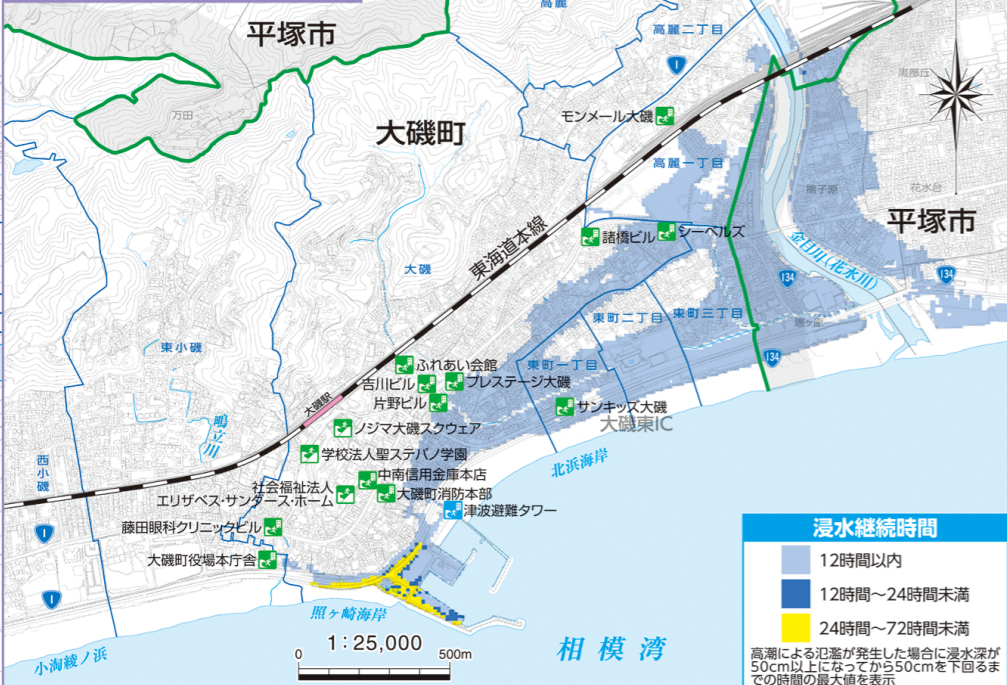 高麗
平塚市
高麗二丁目
1
黒部丘
万田
モンメール大磯
大磯町
高麗一丁目
撫子原
花水台
平塚市
東海道本線
諸橋ビル
シーベルズ
金目川(花水川)
大磯
134
134
東町二丁目
東町三丁目
唐ヶ原
134
東小磯
東町一丁目
ふれあい会館
吉川ビル
プレステージ大磯
片野ビル
サンキッズ大磯
大磯東IC
大磯駅
ノジマ大磯スクウェア
鴫立川
北浜海岸
学校法人聖ステパノ学園
西小磯
中南信用金庫本店
社会福祉法人
エリザベス・サンダース・ホーム
大磯町消防本部
津波避難タワー
藤田眼科クリニックビル
1
大磯町役場本庁舎
1
照ヶ崎海岸
小淘綾ノ浜
相模湾
1:25,000
0
500m
浸水継続時間
12時間以内
12時間〜24時間未満
24時間〜72時間未満
高潮による氾濫が発生した場合に浸水深が
50cm以上になってから50cmを下回るま
での時間の最大値を表示